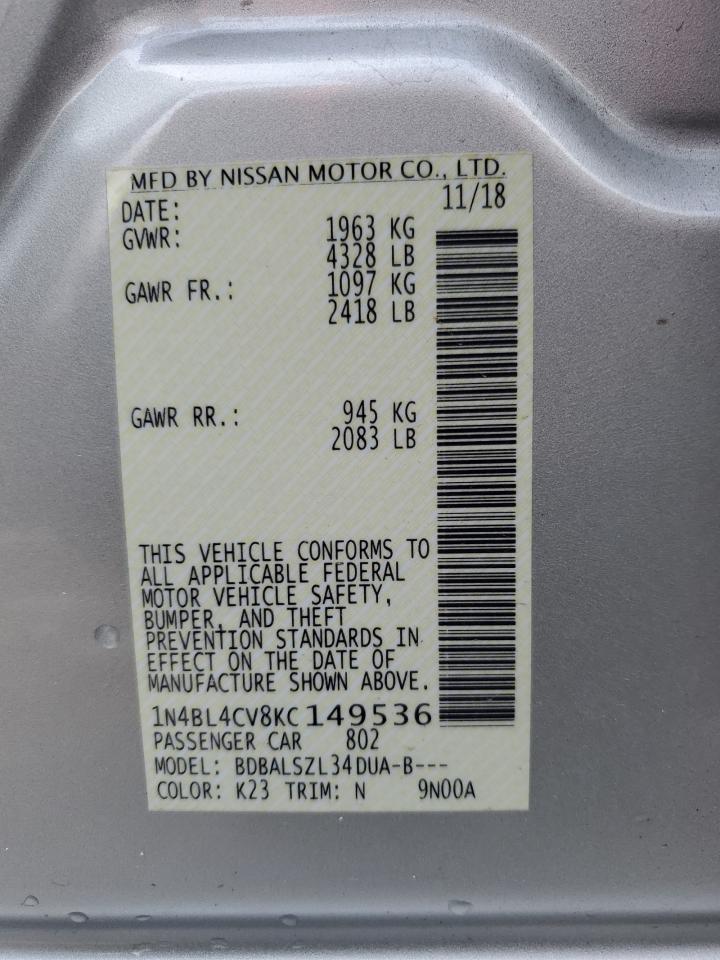 MFD BY NISSAN MOTOR CO., LTD.
DATE: 11/18
GVWR: 1963 KG
4328 LB
GAWR FR.: 1097 KG
2418 LB
GAWR RR.: 945 KG
2083 LB
THIS VEHICLE CONFORMS TO
ALL APPLICABLE FEDERAL
MOTOR VEHICLE SAFETY,
BUMPER, AND THEFT
PREVENTION STANDARDS IN
EFFECT ON THE DATE OF
MANUFACTURE SHOWN ABOVE.
1N4BL4CV8KC149536
PASSENGER CAR 802
MODEL: BDBALSZL34DUA-B---
COLOR: K23 TRIM: N 9N00A